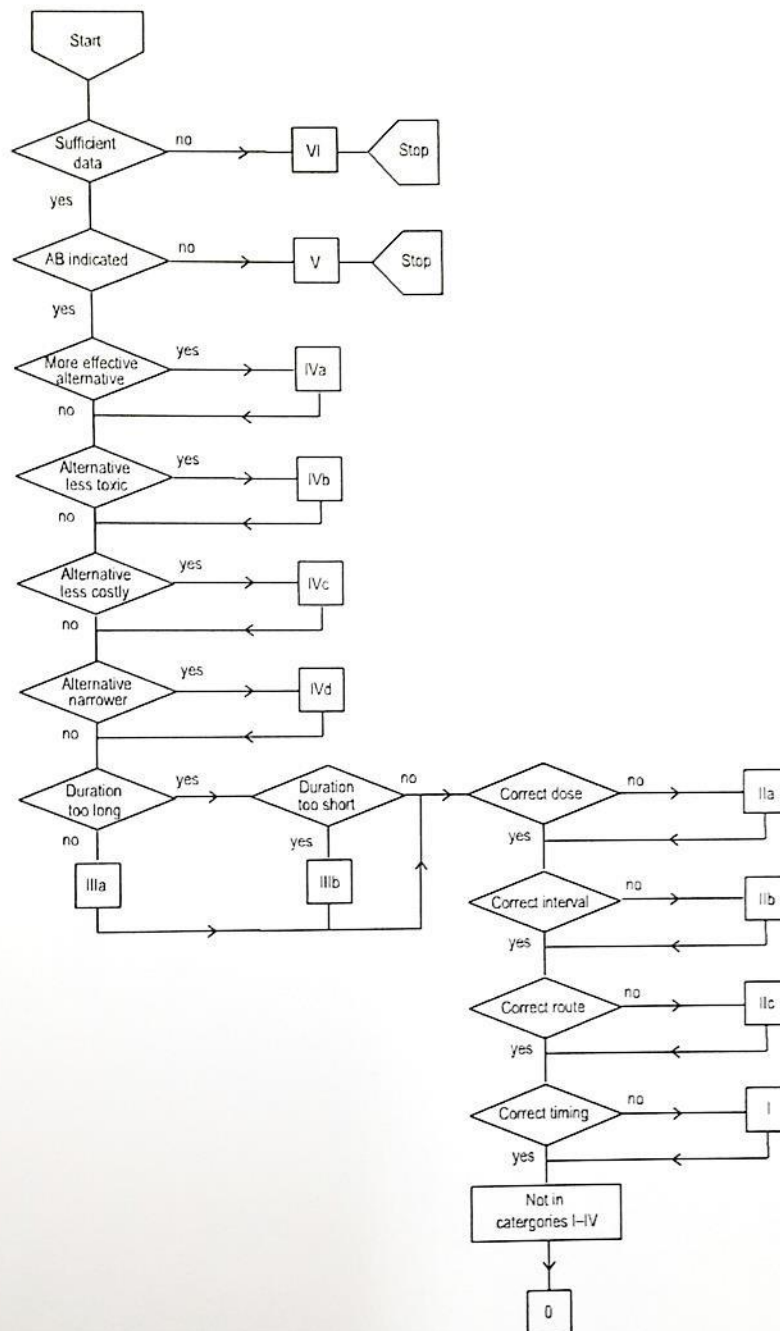 Start
Sufficient
data
no
VI
Stop
yes
AB indicated
no
V
Stop
yes
More effective
alternative
yes
IVa
no
Alternative
less toxic
yes
IVb
no
Alternative
less costly
yes
IVc
no
Alternative
narrower
yes
IVd
no
Duration
too long
yes
Duration
too short
no
Correct dose
no
IIa
no
yes
yes
IIIa
IIIb
Correct interval
no
IIb
yes
Correct route
no
IIc
yes
Correct timing
no
I
yes
Not in
catergories I–IV
0